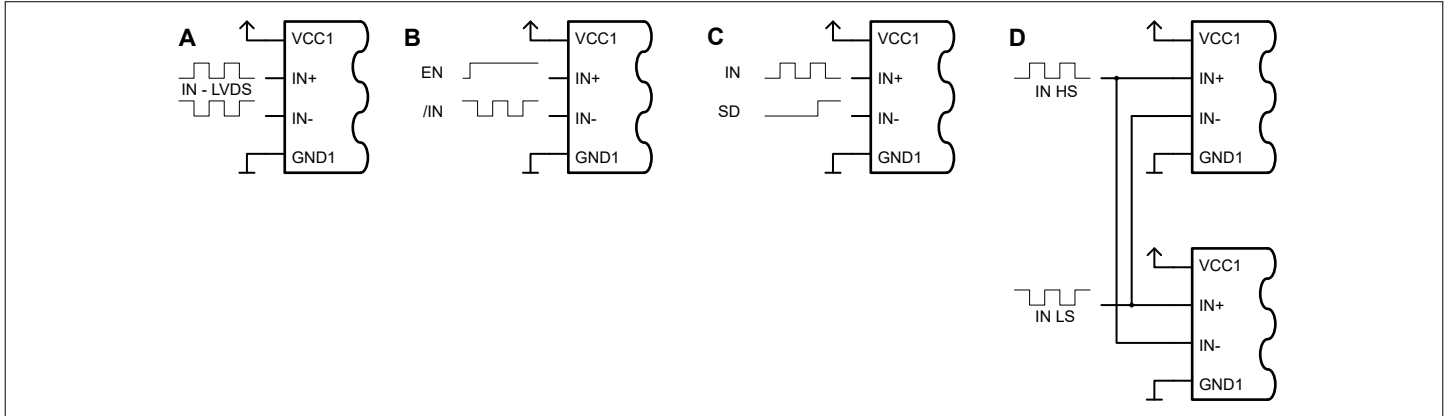 A
VCC1
IN+
IN - LVDS
IN-
GND1
B
VCC1
EN
IN+
/IN
IN-
GND1
C
VCC1
IN
IN+
SD
IN-
GND1
D
VCC1
IN+
IN HS
IN-
GND1
VCC1
IN+
IN LS
IN-
GND1